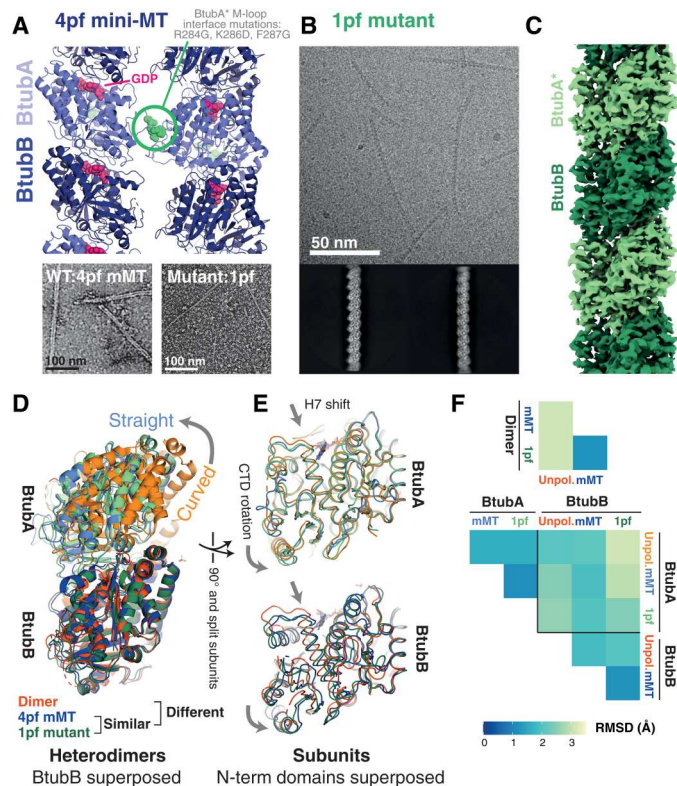 A
4pf mini-MT
BtubA* M-loop
interface mutations:
R284G, K286D, F287G
GDP
BtubA
BtubB
WT:4pf mMT
100 nm
Mutant:1pf
100 nm
B
1pf mutant
50 nm
C
BtubA*
BtubB
D
Straight
Curved
BtubA
BtubB
Dimer
4pf mMT
1pf mutant
Similar
Different
Heterodimers
BtubB superposed
90° and split subunits
E
H7 shift
CTD rotation
BtubA
BtubB
Subunits
N-term domains superposed
F
Dimer
mMT
1pf
Unpol. mMT
BtubA
BtubB
mMT 1pf Unpol. mMT 1pf
Unpol. mMT 1pf
BtubA
Unpol. mMT
BtubB
RMSD (Å)
0 1 2 3